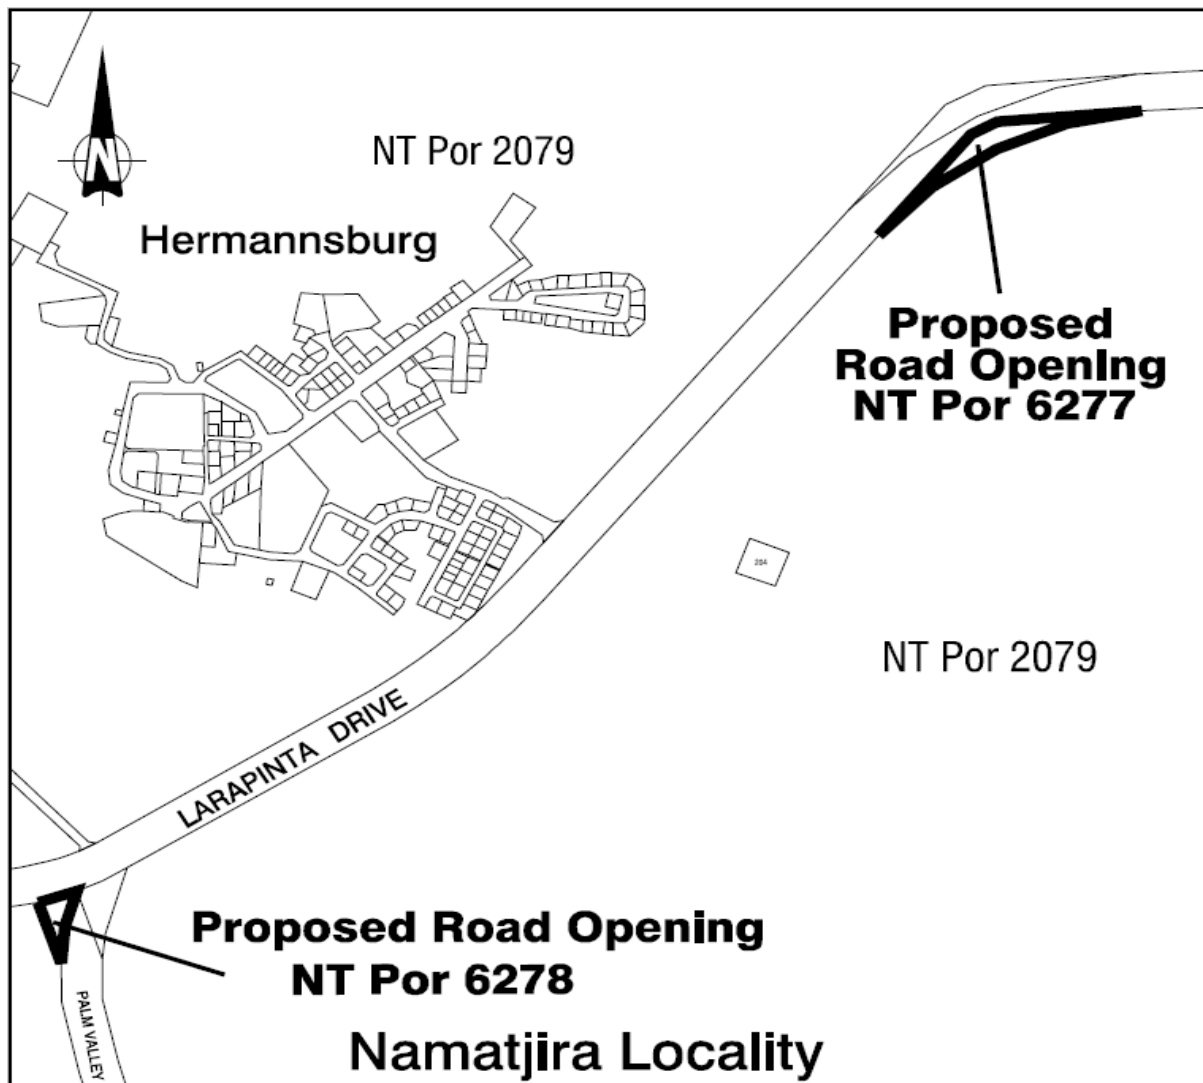 N
NT Por 2079
Hermannsburg
Proposed
Road Opening
NT Por 6277
204
NT Por 2079
LARAPINTA DRIVE
Proposed Road Opening
NT Por 6278
PALM VALLEY
Namatjira Locality